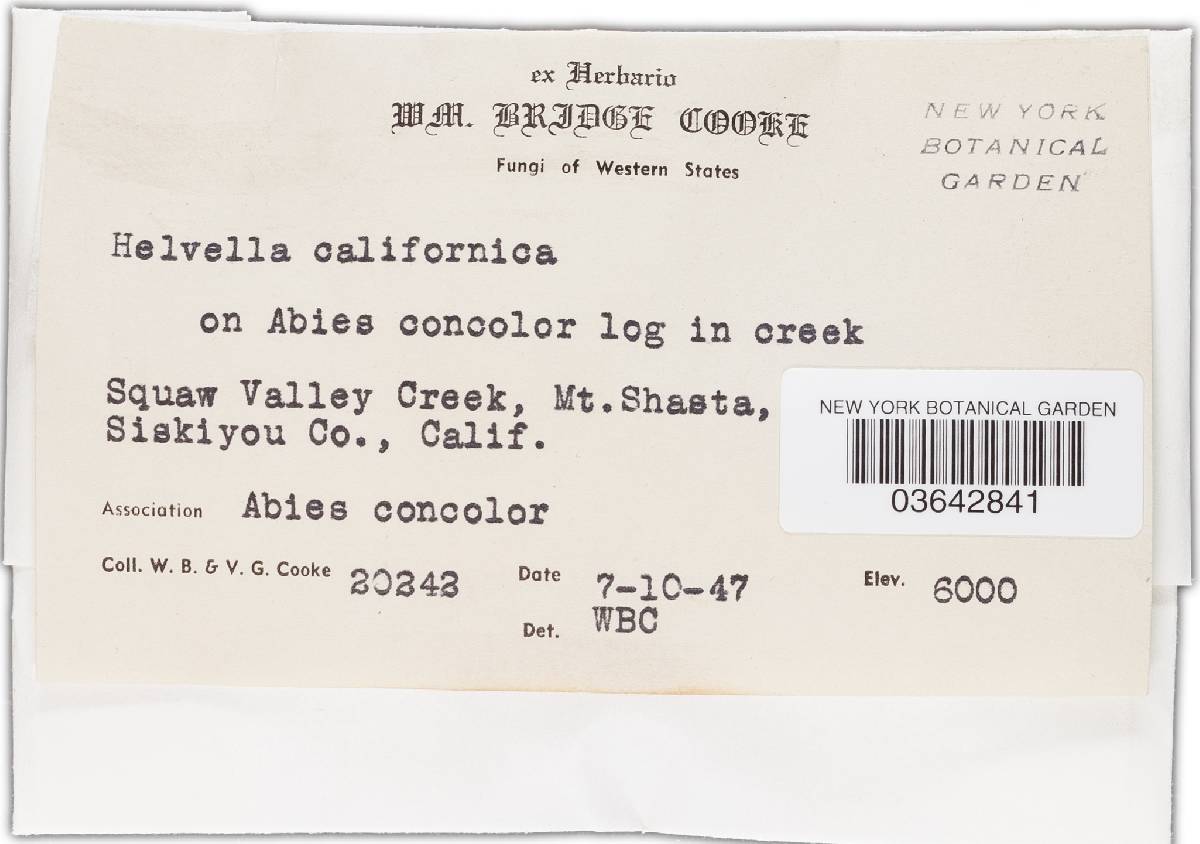 ex Herbario
WM. BRIDGE COOKE
Fungi of Western States
NEW YORK
BOTANICAL
GARDEN
Helvella californica
on Abies concolor log in creek
Squaw Valley Creek, Mt.Shasta,
Siskiyou Co., Calif.
NEW YORK BOTANICAL GARDEN
03642841
Association Abies concolor
Coll. W. B. & V. G. Cooke 20242 Date 7-10-47 Elev. 6000
Det. WBC